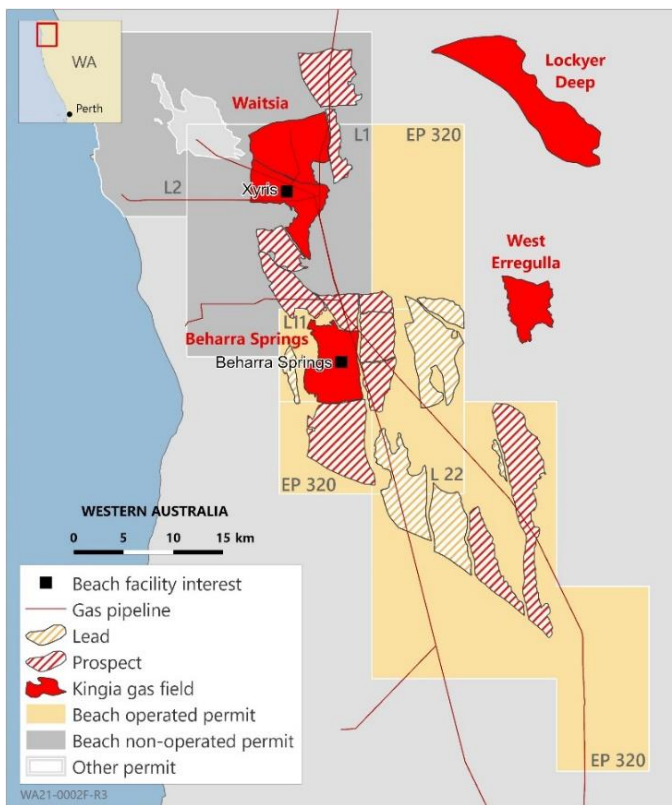 WA
Perth
Lockyer
Deep
Waitsia
L1
EP 320
L2
Xyris
West
Erregulla
L11
Beharra Springs
Beharra Springs
EP 320
L 22
WESTERN AUSTRALIA
0 5 10 15 km
Beach facility interest
Gas pipeline
Lead
Prospect
Kingia gas field
Beach operated permit
Beach non-operated permit
Other permit
EP 320
WA21-0002F-R3